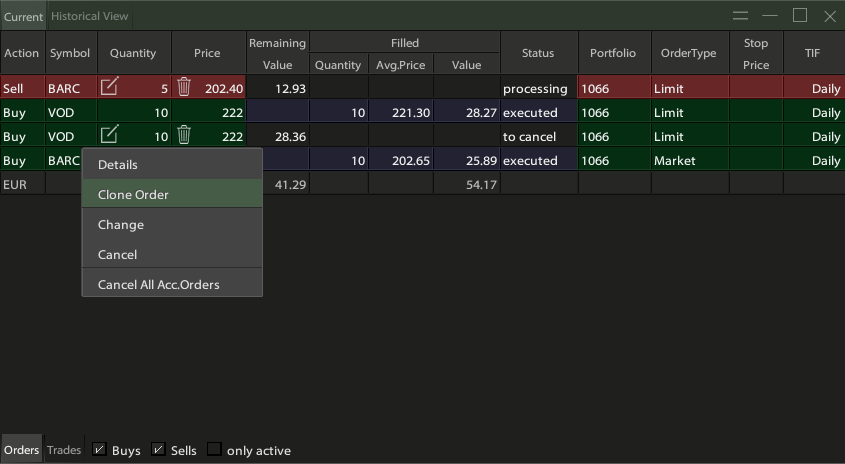 Current Historical View
Remaining Filled Stop
Action Symbol Quantity Price Status Portfolio OrderType TIF
Value Quantity Avg.Price Value Price
Sell BARC 5 202.40 12.93 processing 1066 Limit Daily
Buy VOD 10 222 10 221.30 28.27 executed 1066 Limit Daily
Buy VOD 10 222 28.36 to cancel 1066 Limit Daily
Buy BARC 10 202.65 25.89 executed 1066 Market Daily
EUR 41.29 54.17
Details
Clone Order
Change
Cancel
Cancel All Acc.Orders
Orders Trades Buys Sells only active